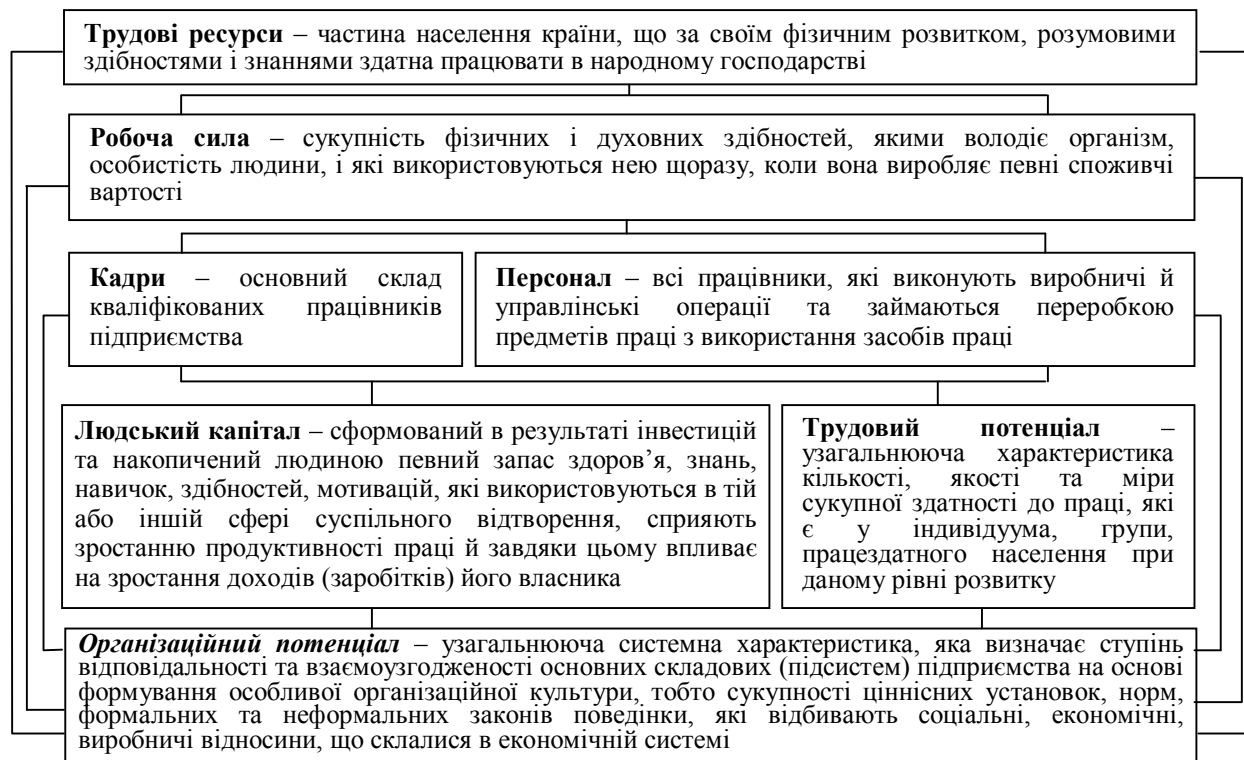 Трудові ресурси – частина населення країни, що за своїм фізичним розвитком, розумовими
здібностями і знаннями здатна працювати в народному господарстві
Робоча сила – сукупність фізичних і духовних здібностей, якими володіє організм,
особистість людини, і які використовуються нею щоразу, коли вона виробляє певні споживчі
вартості
Кадри – основний склад
кваліфікованих працівників
підприємства
Персонал – всі працівники, які виконують виробничі й
управлінські операції та займаються переробкою
предметів праці з використання засобів праці
Людський капітал – сформований в результаті інвестицій
та накопичений людиною певний запас здоров’я, знань,
навичок, здібностей, мотивацій, які використовуються в тій
або іншій сфері суспільного відтворення, сприяють
зростанню продуктивності праці й завдяки цьому впливає
на зростання доходів (заробітків) його власника
Трудовий потенціал –
узагальнююча характеристика
кількості, якості та міри
сукупної здатності до праці, які
є у індивідуума, групи,
працездатного населення при
даному рівні розвитку
Організаційний потенціал – узагальнююча системна характеристика, яка визначає ступінь
відповідальності та взаємоузгодженості основних складових (підсистем) підприємства на основі
формування особливої організаційної культури, тобто сукупності ціннісних установок, норм,
формальних та неформальних законів поведінки, які відбивають соціальні, економічні,
виробничі відносини, що склалися в економічній системі